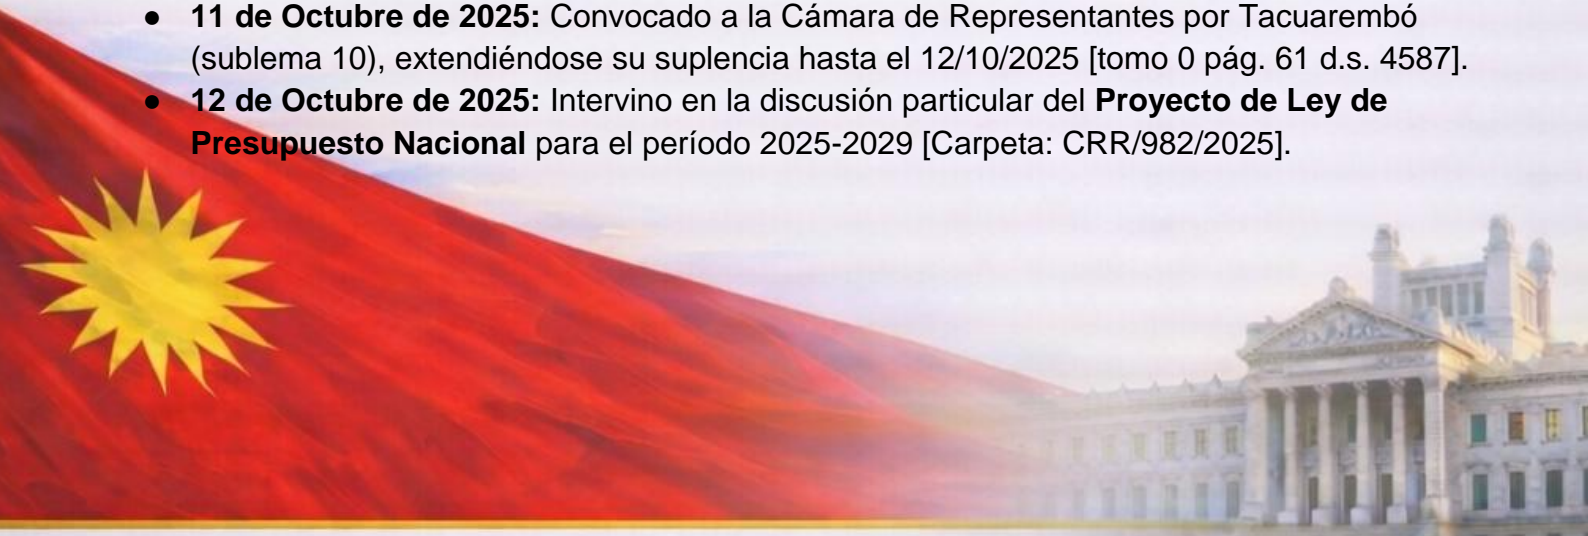 ● 11 de Octubre de 2025: Convocado a la Cámara de Representantes por Tacuarembó
(sublema 10), extendiéndose su suplencia hasta el 12/10/2025 [tomo 0 pág. 61 d.s. 4587].
● 12 de Octubre de 2025: Intervino en la discusión particular del Proyecto de Ley de
Presupuesto Nacional para el período 2025-2029 [Carpeta: CRR/982/2025].